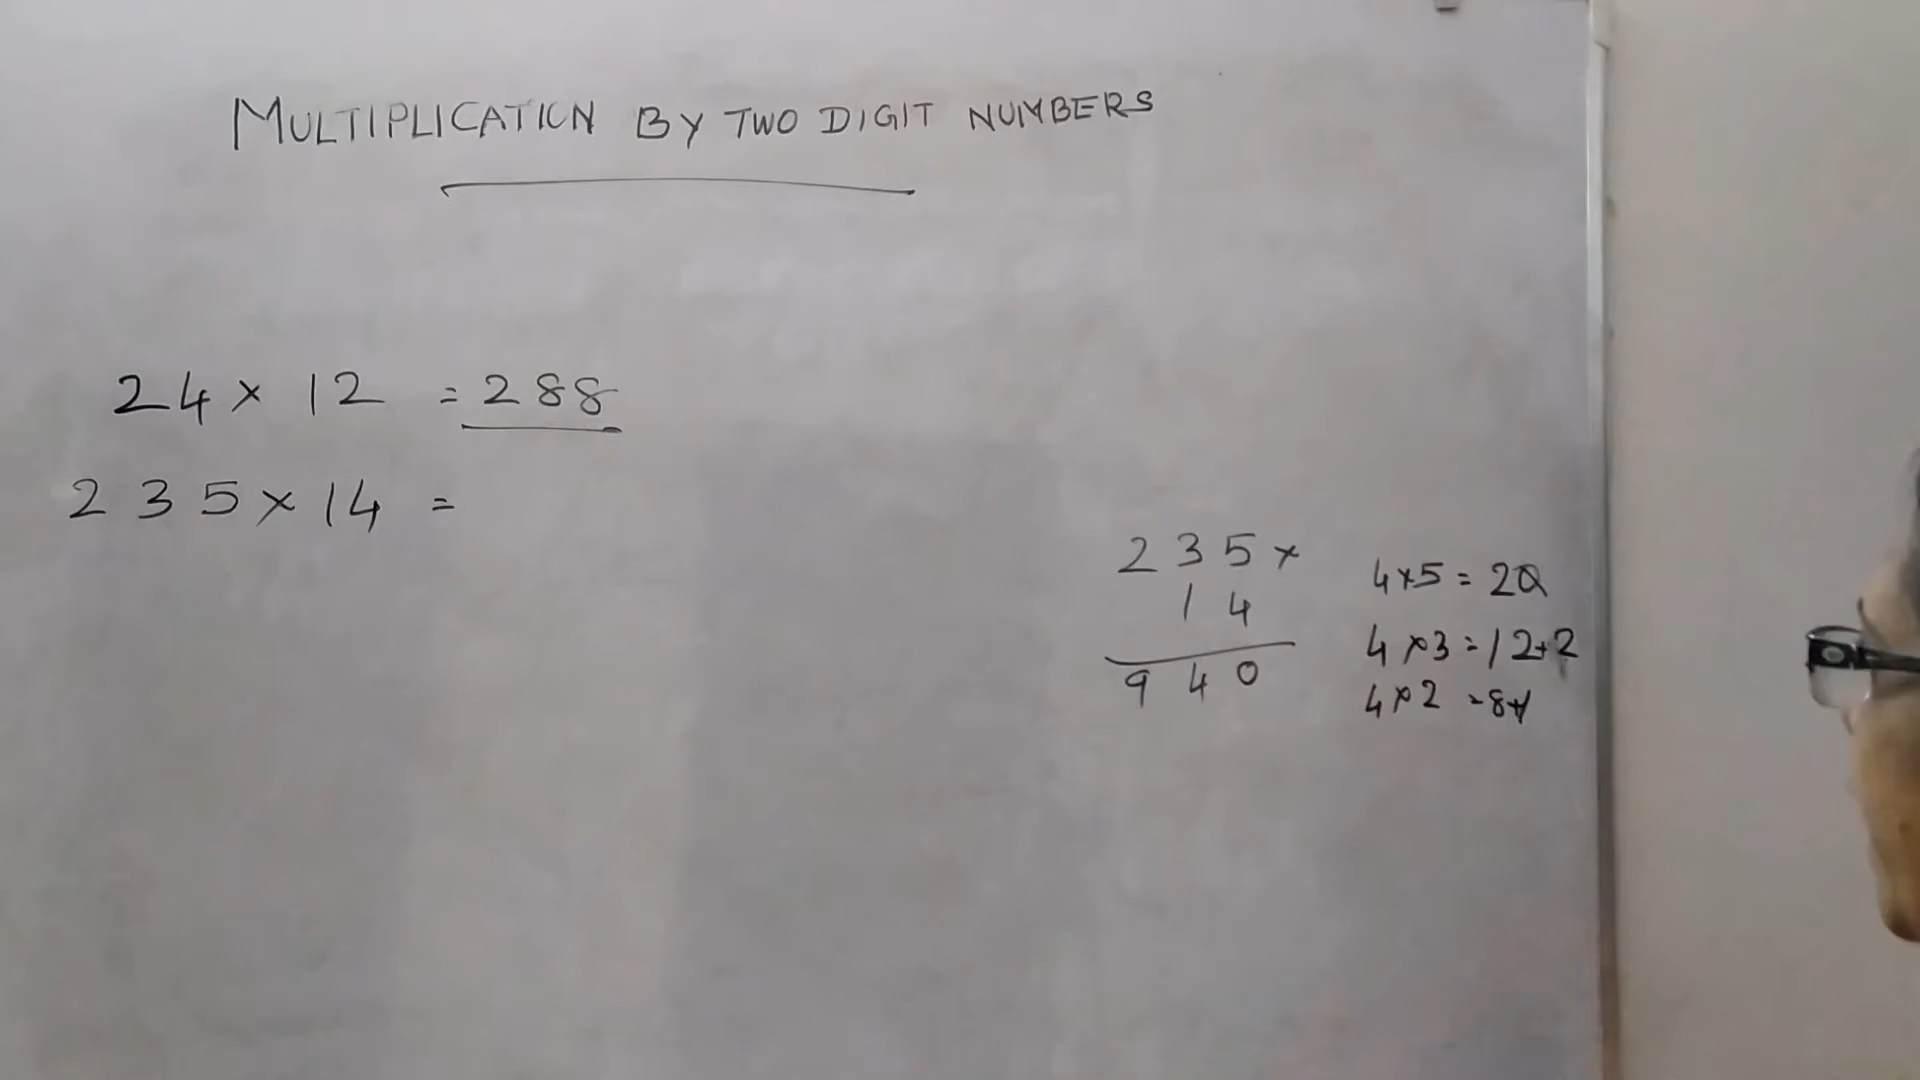 MULTIPLICATION BY TWO DIGIT NUMBERS
24 × 12 = 288
235 × 14 =
235 ×
14
940
4×5 = 20
4×3 = 12+2
4×2 = 8+1